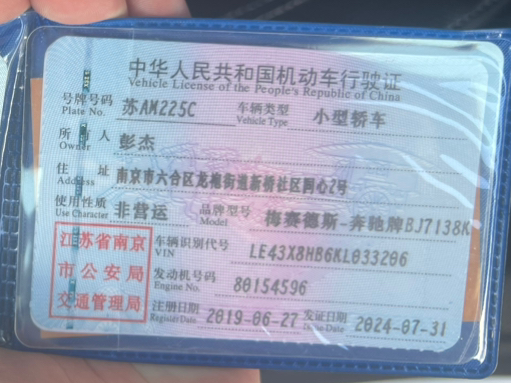 中华人民共和国机动车行驶证
Vehicle License of the People's Republic of China
号牌号码 苏AM225C 车辆类型 小型轿车
Plate No. Vehicle Type
所有人 彭杰
Owner
住址 南京市六合区龙袍街道新桥社区同心2号
Address
使用性质 非营运 品牌型号 梅赛德斯-奔驰牌BJ7138K
Use Character Model
江苏省南京市公安局交通管理局
车辆识别代号 LE43X8HB6KL033206
VIN
发动机号码 80154596
Engine No.
注册日期 2019-06-27 发证日期 2024-07-31
Register Date Issue Date